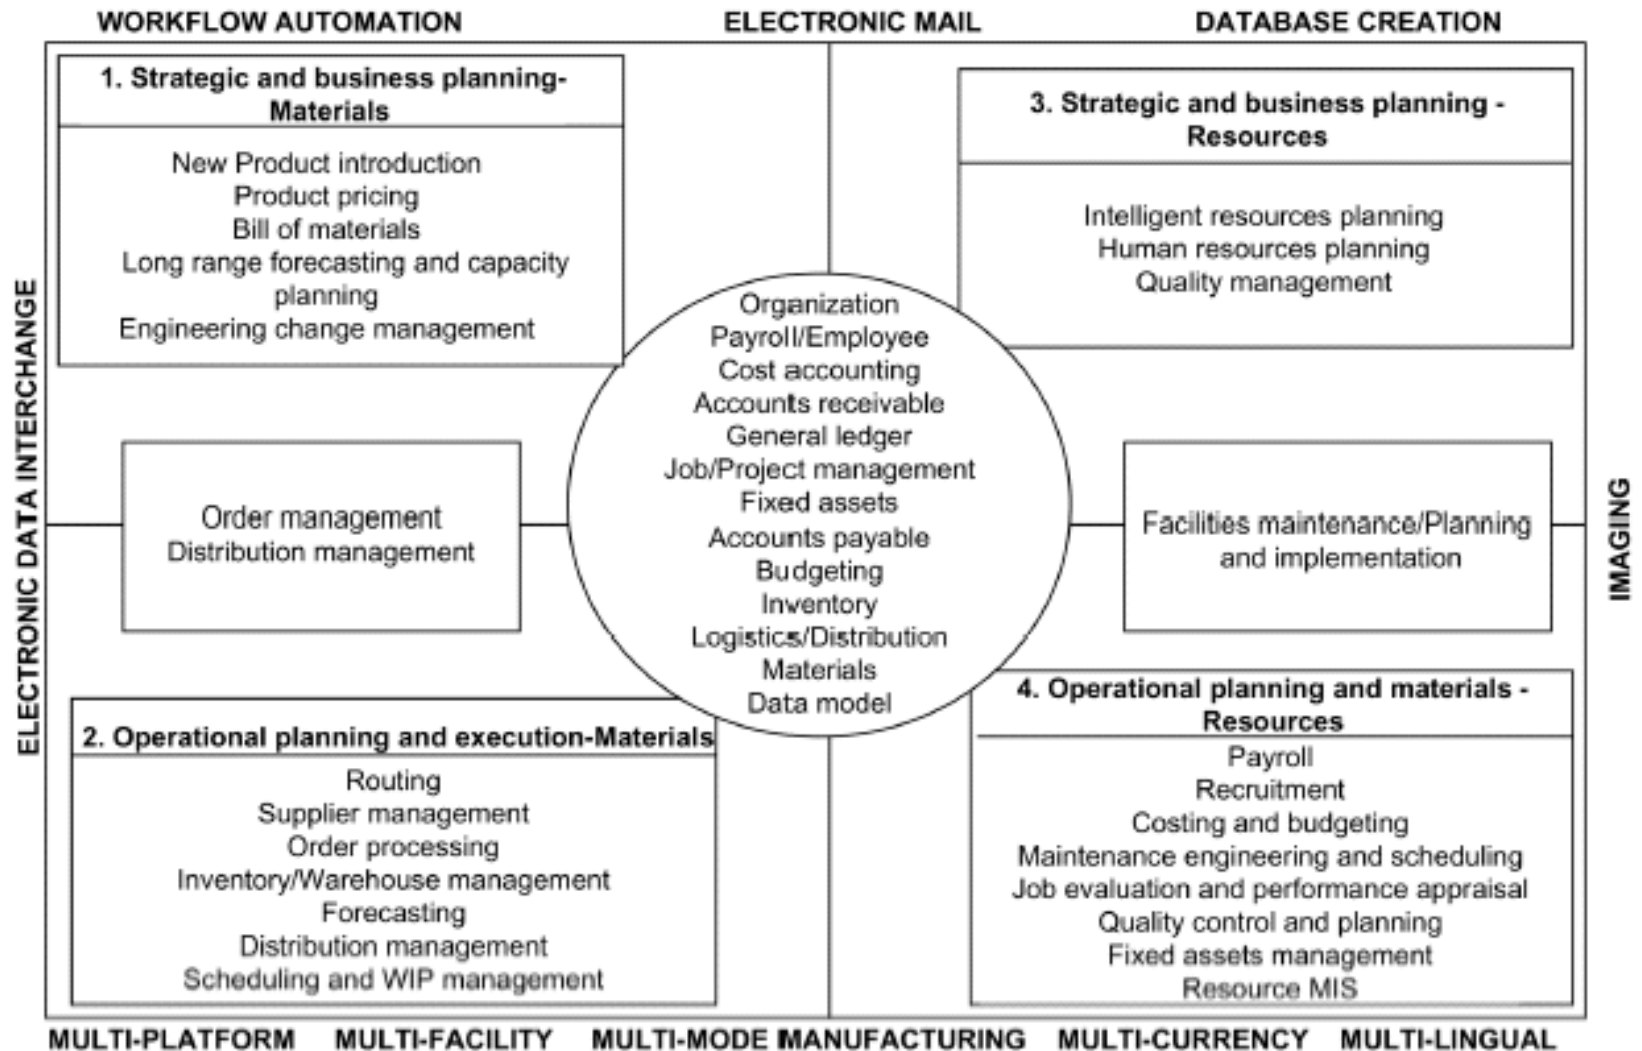 WORKFLOW AUTOMATION
ELECTRONIC MAIL
DATABASE CREATION
1. Strategic and business planning-
Materials
New Product introduction
Product pricing
Bill of materials
Long range forecasting and capacity
planning
Engineering change management
3. Strategic and business planning -
Resources
Intelligent resources planning
Human resources planning
Quality management
ELECTRONIC DATA INTERCHANGE
Order management
Distribution management
Organization
Payroll/Employee
Cost accounting
Accounts receivable
General ledger
Job/Project management
Fixed assets
Accounts payable
Budgeting
Inventory
Logistics/Distribution
Materials
Data model
Facilities maintenance/Planning
and implementation
IMAGING
2. Operational planning and execution-Materials
Routing
Supplier management
Order processing
Inventory/Warehouse management
Forecasting
Distribution management
Scheduling and WIP management
4. Operational planning and materials -
Resources
Payroll
Recruitment
Costing and budgeting
Maintenance engineering and scheduling
Job evaluation and performance appraisal
Quality control and planning
Fixed assets management
Resource MIS
MULTI-PLATFORM MULTI-FACILITY MULTI-MODE MANUFACTURING MULTI-CURRENCY MULTI-LINGUAL